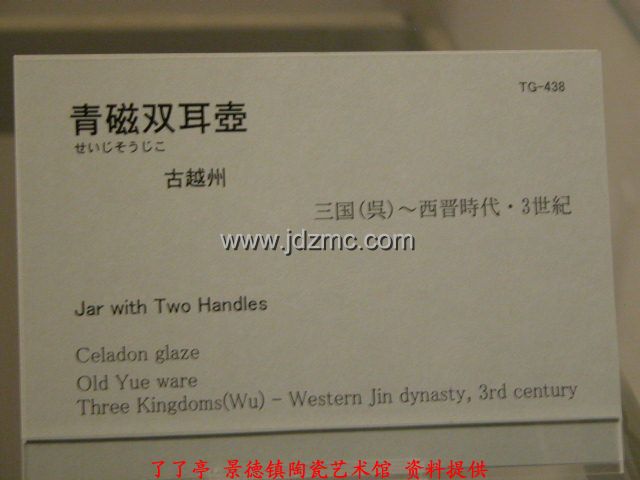 TG-438
青磁双耳壺
せいじそうじこ
古越州
三国(呉)～西晋時代・3世紀
www.jdzmc.com
Jar with Two Handles
Celadon glaze
Old Yue ware
Three Kingdoms(Wu) - Western Jin dynasty, 3rd century
了了亭 景德镇陶瓷艺术馆 资料提供